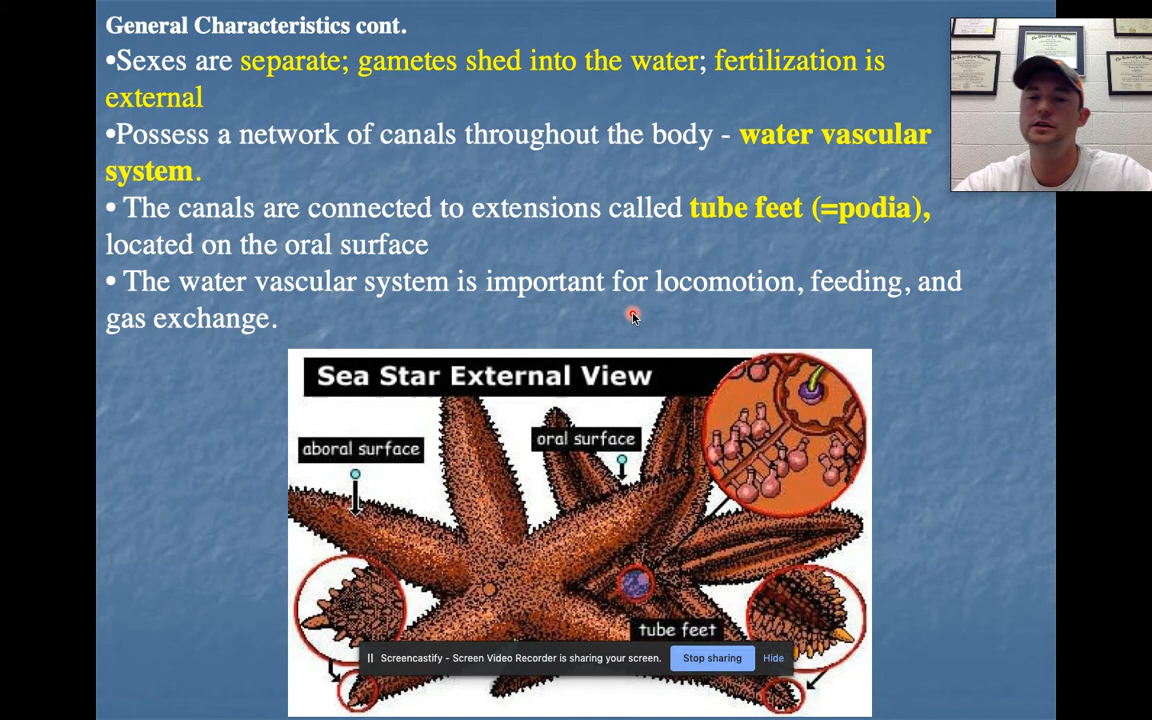 General Characteristics cont.
•Sexes are separate; gametes shed into the water; fertilization is
external
•Possess a network of canals throughout the body - water vascular
system.
• The canals are connected to extensions called tube feet (=podia),
located on the oral surface
• The water vascular system is important for locomotion, feeding, and
gas exchange.
Sea Star External View
aboral surface
oral surface
tube feet
Screencastify - Screen Video Recorder is sharing your screen.
Stop sharing
Hide